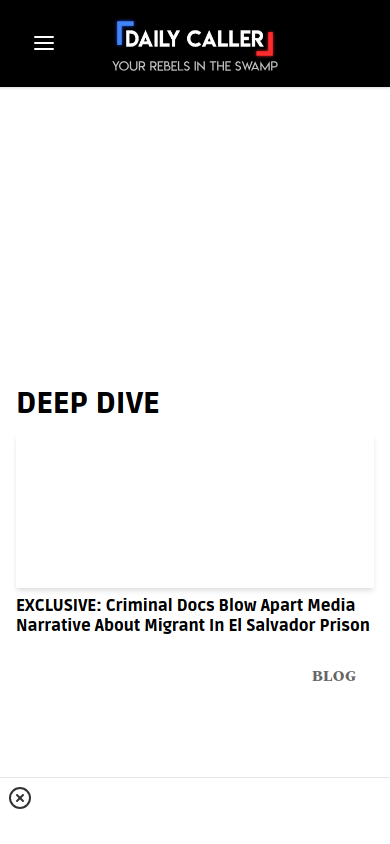 DAILY CALLER
YOUR REBELS IN THE SWAMP
DEEP DIVE
EXCLUSIVE: Criminal Docs Blow Apart Media
Narrative About Migrant In El Salvador Prison
BLOG